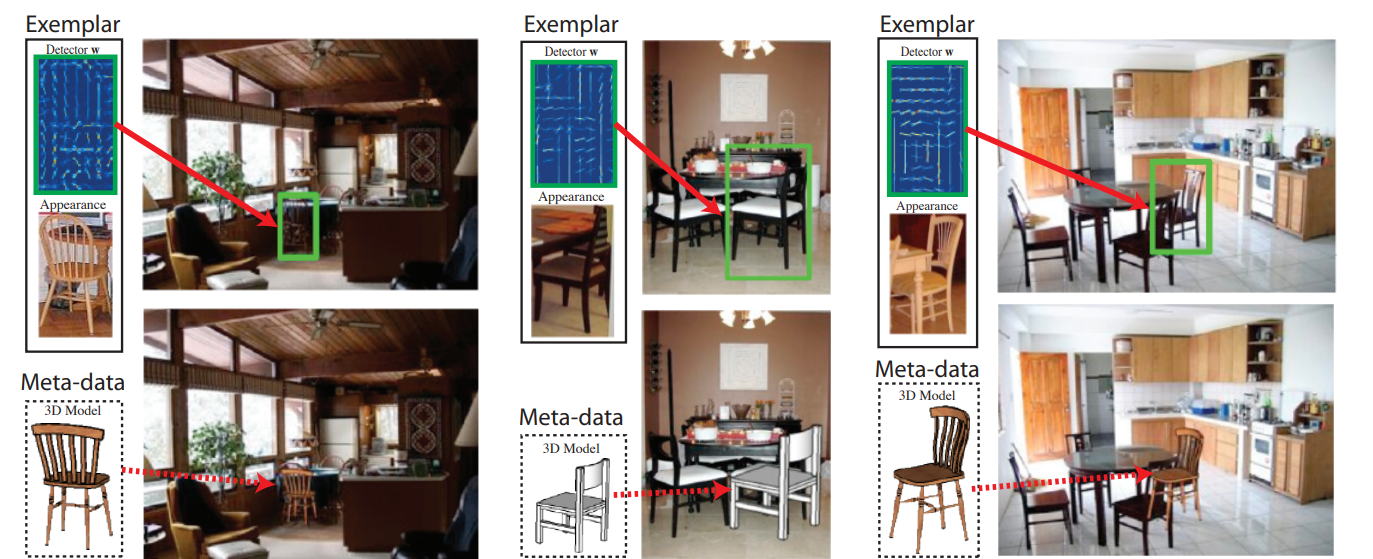 Exemplar
Detector w
Appearance
Meta-data
3D Model
Exemplar
Detector w
Appearance
Meta-data
3D Model
Exemplar
Detector w
Appearance
Meta-data
3D Model